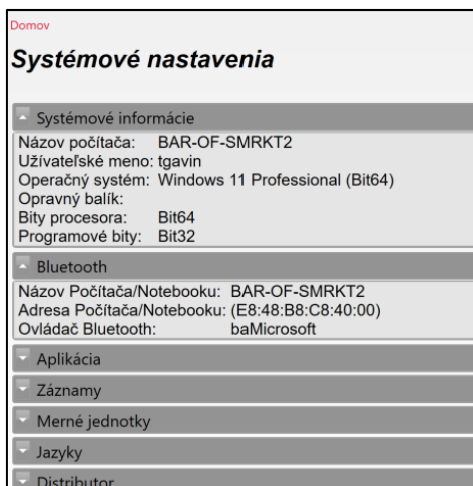 Domov
Systémové nastavenia
Systémové informácie
Názov počítača: BAR-OF-SMRKT2
Užívateľské meno: tgavin
Operačný systém: Windows 11 Professional (Bit64)
Opravný balík:
Bity procesora: Bit64
Programové bity: Bit32
Bluetooth
Názov Počítača/Notebooku: BAR-OF-SMRKT2
Adresa Počítača/Notebooku: (E8:48:B8:C8:40:00)
Ovládač Bluetooth: baMicrosoft
Aplikácia
Záznamy
Merné jednotky
Jazyky
Distributor